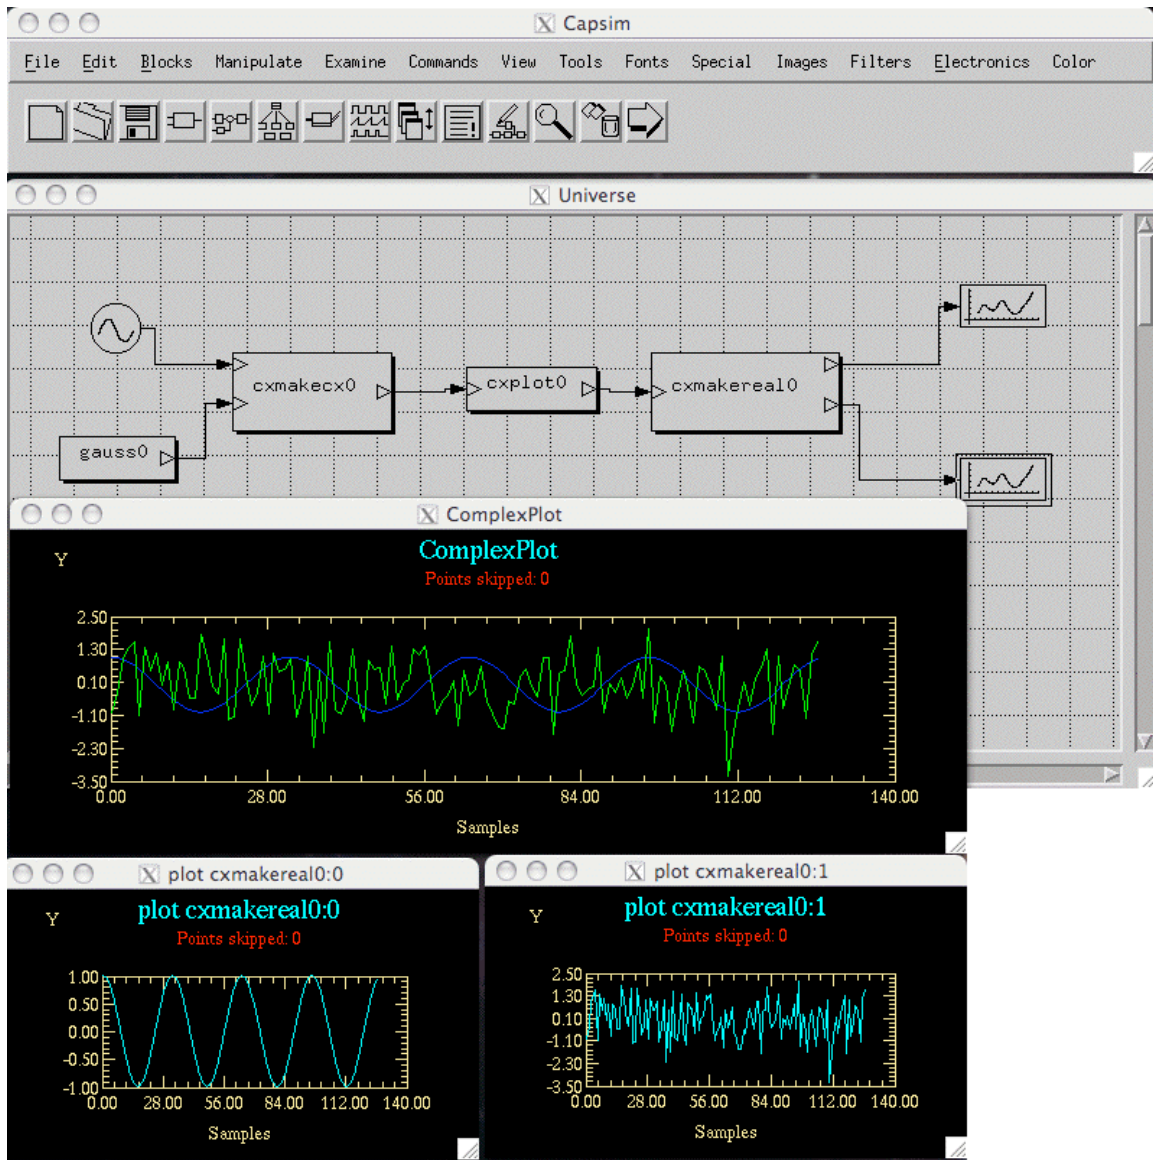 Capsim
File Edit Blocks Manipulate Examine Commands View Tools Fonts Special Images Filters Electronics Color
Universe
cxmakecx0
cxplot0
cxmakereal0
gauss0
ComplexPlot
ComplexPlot
Points skipped: 0
Y
2.50
1.30
0.10
-1.10
-2.30
-3.50
0.00 28.00 56.00 84.00 112.00 140.00
Samples
plot cxmakereal0:0
plot cxmakereal0:0
Points skipped: 0
Y
1.00
0.50
0.00
-0.50
-1.00
0.00 28.00 56.00 84.00 112.00 140.00
Samples
plot cxmakereal0:1
plot cxmakereal0:1
Points skipped: 0
Y
2.50
1.30
0.10
-1.10
-2.30
-3.50
0.00 28.00 56.00 84.00 112.00 140.00
Samples